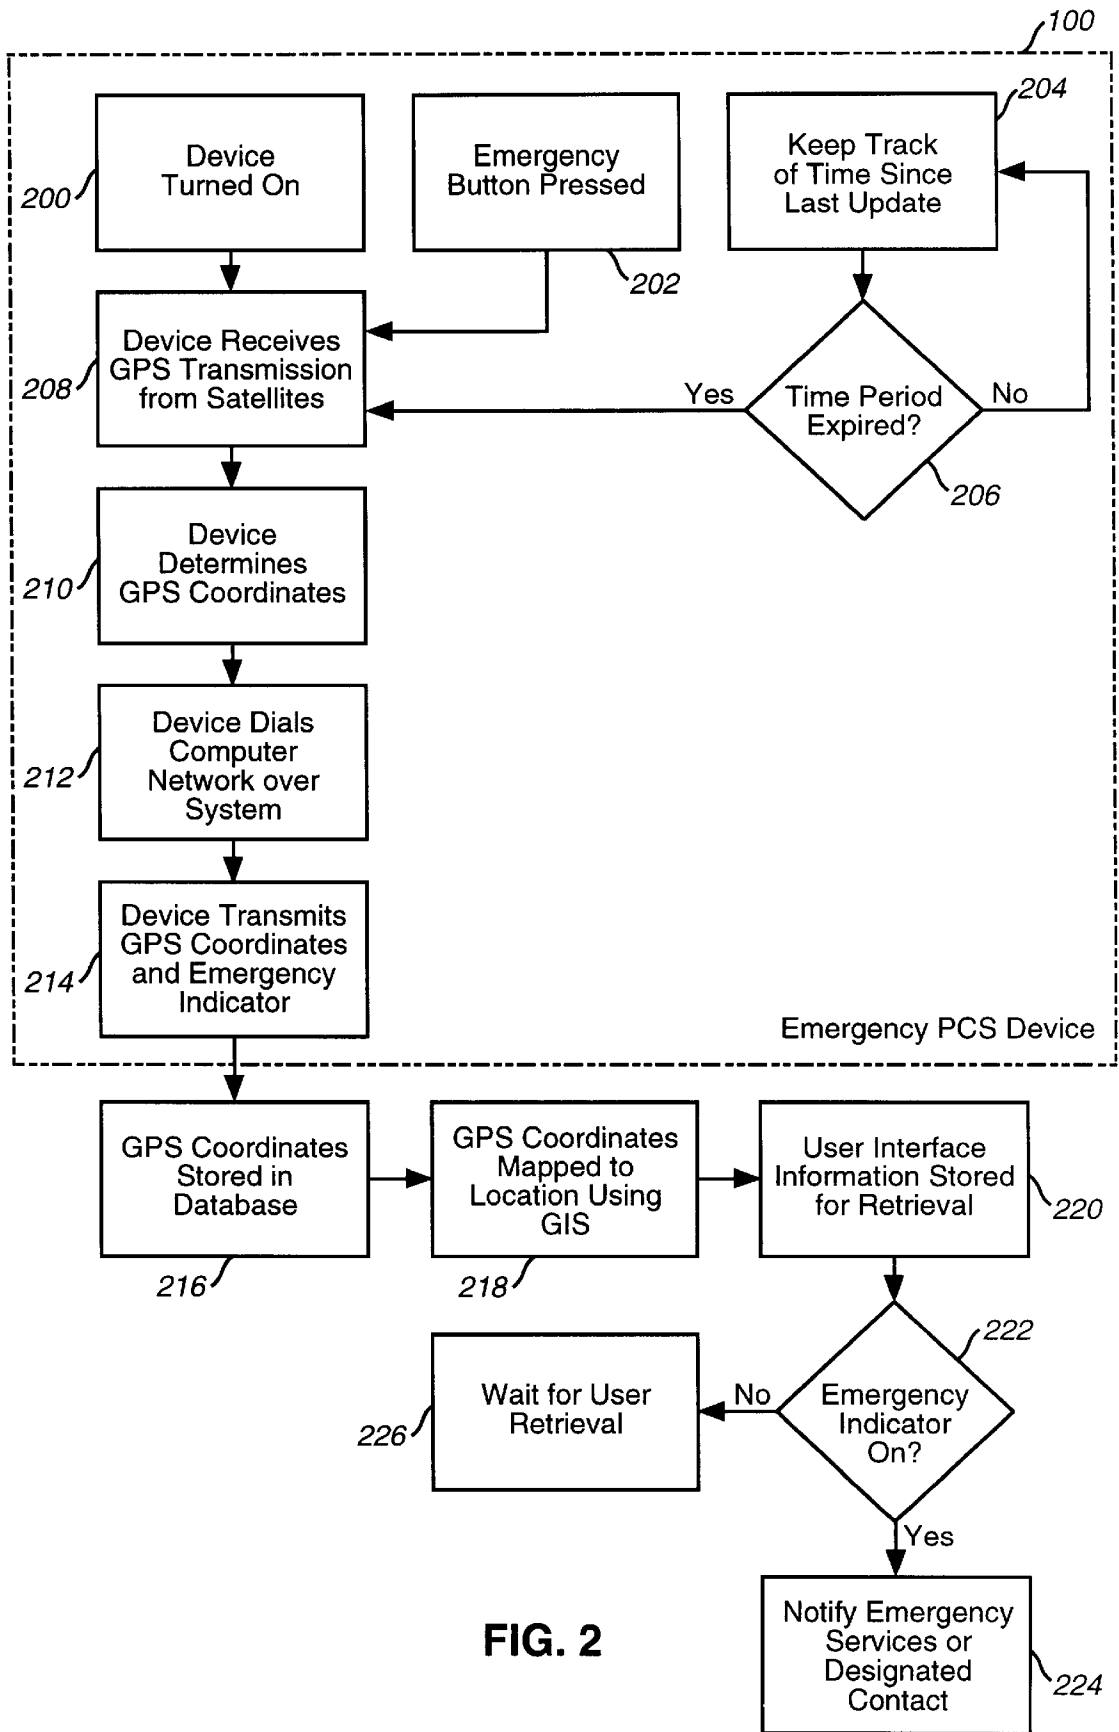 100
200
Device
Turned On
Emergency
Button Pressed
202
204
Keep Track
of Time Since
Last Update
208
Device Receives
GPS Transmission
from Satellites
Yes
Time Period
Expired?
No
206
210
Device
Determines
GPS Coordinates
212
Device Dials
Computer
Network over
System
214
Device Transmits
GPS Coordinates
and Emergency
Indicator
Emergency PCS Device
GPS Coordinates
Stored in
Database
216
GPS Coordinates
Mapped to
Location Using
GIS
218
User Interface
Information Stored
for Retrieval
220
222
Emergency
Indicator
On?
No
Wait for User
Retrieval
226
Yes
Notify Emergency
Services or
Designated
Contact
224
FIG. 2